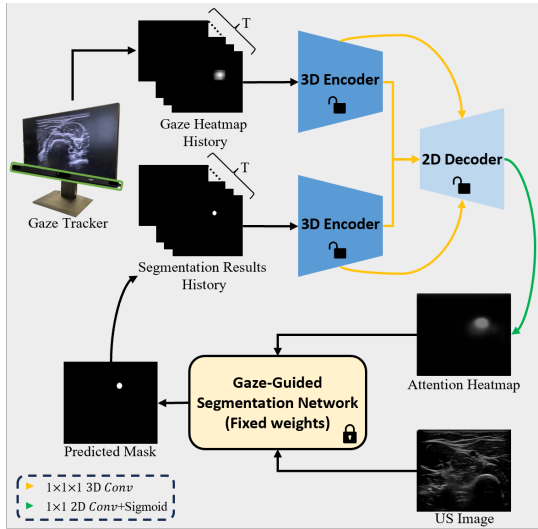 T
3D Encoder
Gaze Heatmap
History
2D Decoder
T
Gaze Tracker
3D Encoder
Segmentation Results
History
Gaze-Guided
Segmentation Network
(Fixed weights)
Attention Heatmap
Predicted Mask
1×1×1 3D Conv
1×1 2D Conv+Sigmoid
US Image